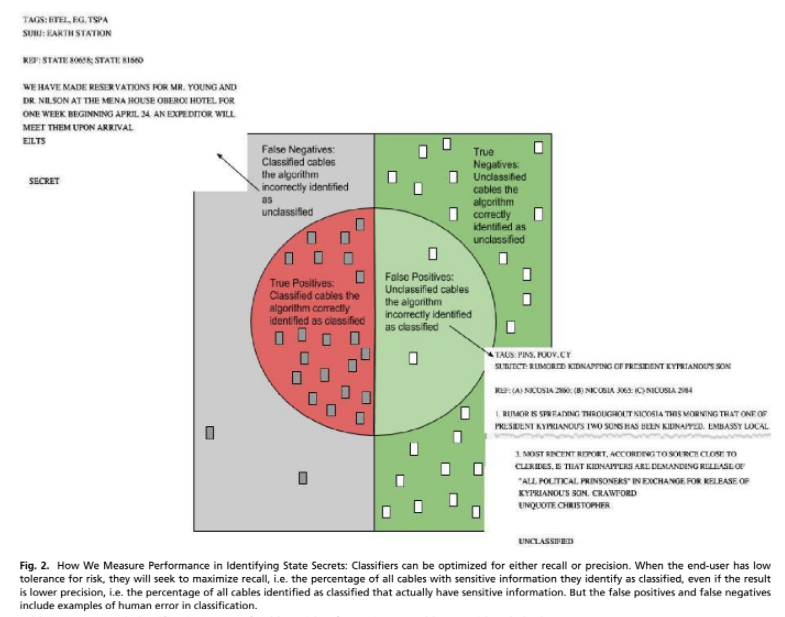 TAGS: ETEL, EG, TSPA
SUBJ: EARTH STATION
REF: STATE 80658; STATE 81660
WE HAVE MADE RESERVATIONS FOR MR. YOUNG AND
DR. NILSON AT THE MENA HOUSE OBEROI HOTEL FOR
ONE WEEK BEGINNING APRIL 24. AN EXPEDITOR WILL
MEET THEM UPON ARRIVAL
EILTS
SECRET
False Negatives:
Classified cables
the algorithm
incorrectly identified
as
unclassified
True
Negatives:
Unclassified
cables the
algorithm
correctly
identified as
unclassified
True Positives:
Classified cables the
algorithm correctly
identified as classified
False Positives:
Unclassified cables
the algorithm
incorrectly identified
as classified
TAGS: PINS, POOV, CY
SUBJECT: RUMORED KIDNAPPING OF PRESIDENT KYPRIANOU'S SON
REF: (A) NICOSIA 2860; (B) NICOSIA 3065; (C) NICOSIA 2984
1. RUMOR IS SPREADING THROUGHOUT NICOSIA THIS MORNING THAT ONE OF
PRESIDENT KYPRIANOU'S TWO SONS HAS BEEN KIDNAPPED. EMBASSY LOCAL
3. MOST RECENT REPORT, ACCORDING TO SOURCE CLOSE TO
CLERIDES, IS THAT KIDNAPPERS ARE DEMANDING RELEASE OF
"ALL POLITICAL PRINSONERS" IN EXCHANGE FOR RELEASE OF
KYPRIANOU'S SON. CRAWFORD
UNQUOTE CHRISTOPHER
UNCLASSIFIED
Fig. 2. How We Measure Performance in Identifying State Secrets: Classifiers can be optimized for either recall or precision. When the end-user has low
tolerance for risk, they will seek to maximize recall, i.e. the percentage of all cables with sensitive information they identify as classified, even if the result
is lower precision, i.e. the percentage of all cables identified as classified that actually have sensitive information. But the false positives and false negatives
include examples of human error in classification.